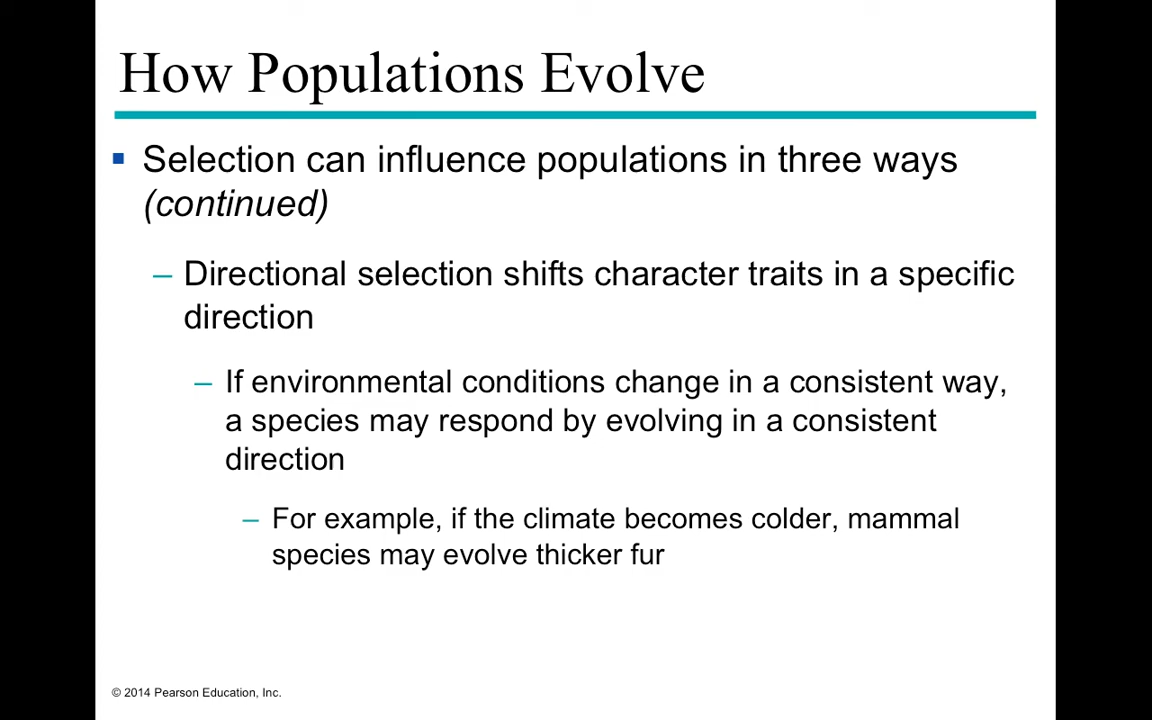 How Populations Evolve
▪ Selection can influence populations in three ways
(continued)
– Directional selection shifts character traits in a specific
direction
– If environmental conditions change in a consistent way,
a species may respond by evolving in a consistent
direction
– For example, if the climate becomes colder, mammal
species may evolve thicker fur
© 2014 Pearson Education, Inc.